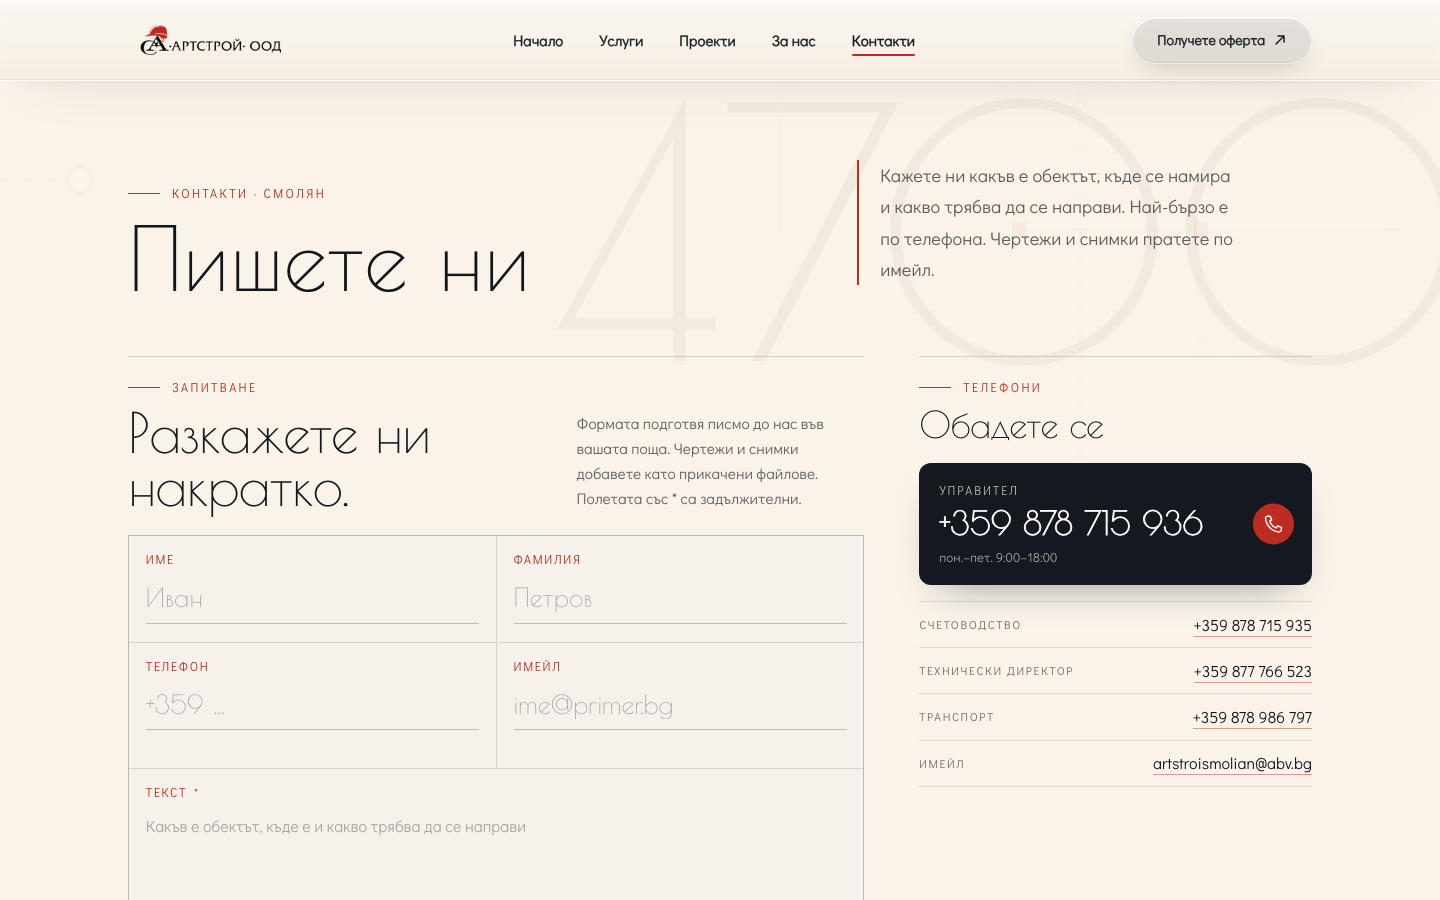 СА·АРТСТРОЙ· ООД
Начало
Услуги
Проекти
За нас
Контакти
Получете оферта
4700
КОНТАКТИ · СМОЛЯН
Пишете ни
Кажете ни какъв е обектът, къде се намира
и какво трябва да се направи. Най-бързо е
по телефона. Чертежи и снимки пратете по
имейл.
ЗАПИТВАНЕ
Разкажете ни
накратко.
Формата подготвя писмо до нас във
вашата поща. Чертежи и снимки
добавете като прикачени файлове.
Полетата със * са задължителни.
ИМЕ
Иван
ФАМИЛИЯ
Петров
ТЕЛЕФОН
+359 ...
ИМЕЙЛ
ime@primer.bg
ТЕКСТ *
Какъв е обектът, къде е и какво трябва да се направи
ТЕЛЕФОНИ
Обадете се
УПРАВИТЕЛ
+359 878 715 936
пон.–пет. 9:00–18:00
СЧЕТОВОДСТВО
+359 878 715 935
ТЕХНИЧЕСКИ ДИРЕКТОР
+359 877 766 523
ТРАНСПОРТ
+359 878 986 797
ИМЕЙЛ
artstroismolian@abv.bg